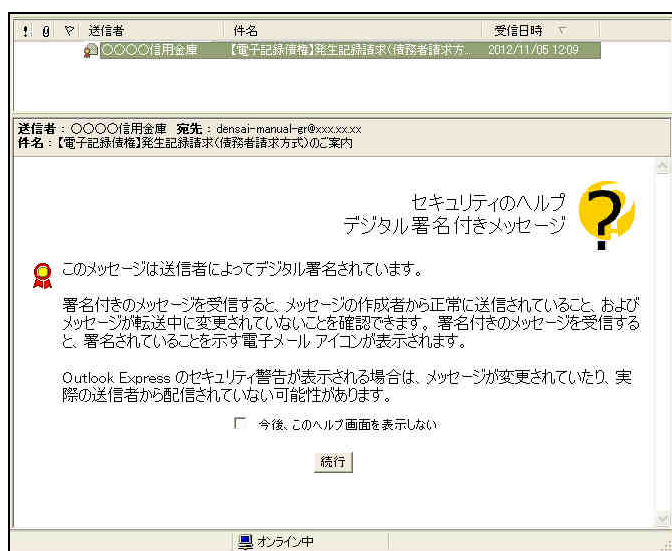 送信者 件名 受信日時
○○○○信用金庫 【電子記録債権】発生記録請求(債務者請求方... 2012/11/05 12:09
送信者：○○○○信用金庫 宛先：densai-manual-gr@xxx.xx.xx
件名：【電子記録債権】発生記録請求(債務者請求方式)のご案内
セキュリティのヘルプ
デジタル署名付きメッセージ
このメッセージは送信者によってデジタル署名されています。
署名付きのメッセージを受信すると、メッセージの作成者から正常に送信されていること、および
メッセージが転送中に変更されていないことを確認できます。署名付きのメッセージを受信する
と、署名されていることを示す電子メール アイコンが表示されます。
Outlook Express のセキュリティ警告が表示される場合は、メッセージが変更されていたり、実
際の送信者から配信されていない可能性があります。
今後、このヘルプ画面を表示しない
続行
オンライン中